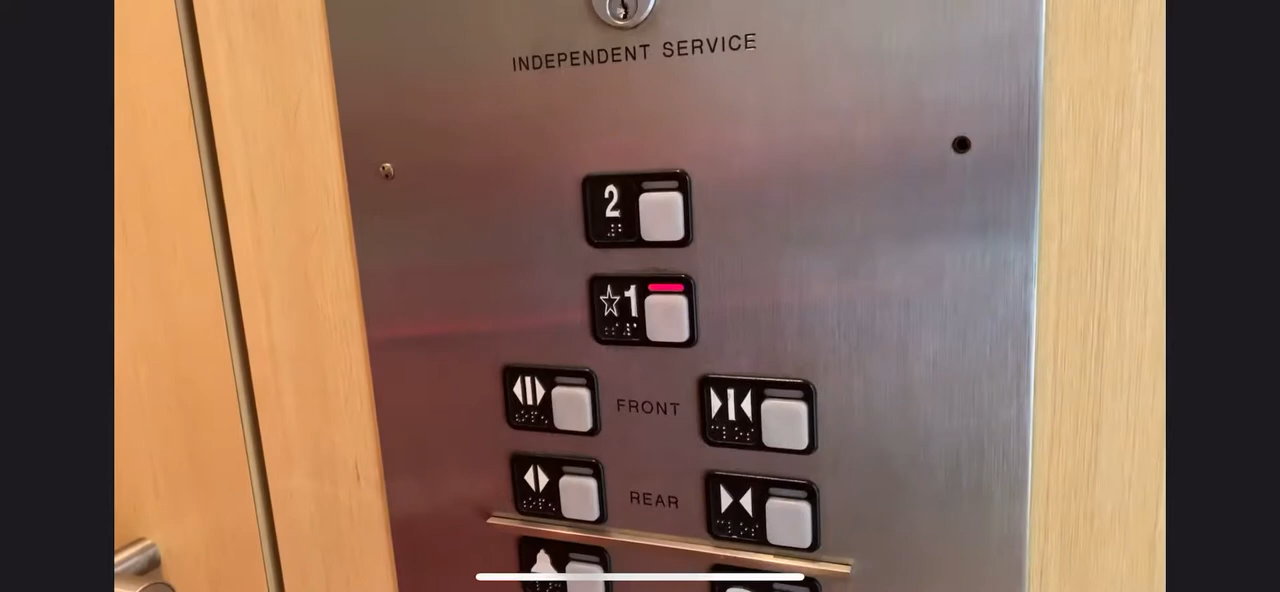 INDEPENDENT SERVICE
2
☆1
FRONT
REAR